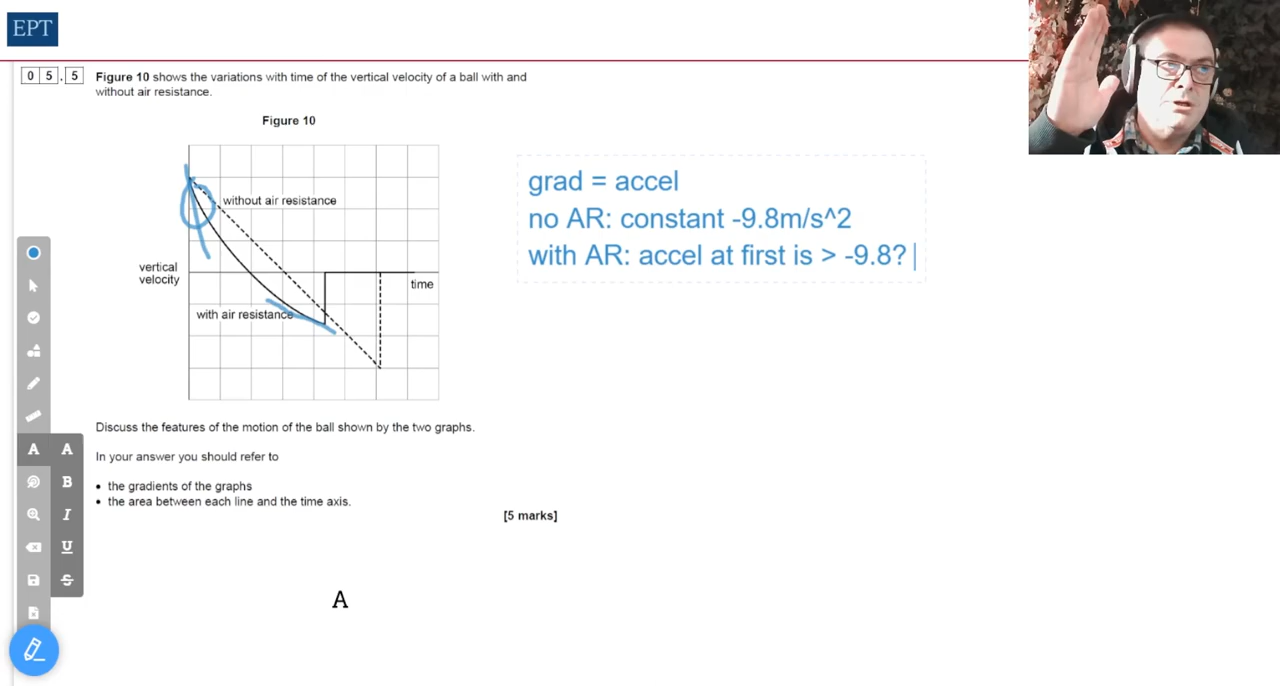 EPT
0 5 . 5 Figure 10 shows the variations with time of the vertical velocity of a ball with and
without air resistance.
Figure 10
without air resistance
vertical
velocity
time
with air resistance
grad = accel
no AR: constant -9.8m/s^2
with AR: accel at first is > -9.8?
Discuss the features of the motion of the ball shown by the two graphs.
In your answer you should refer to
• the gradients of the graphs
• the area between each line and the time axis.
[5 marks]
A
A A
B
I
U
S